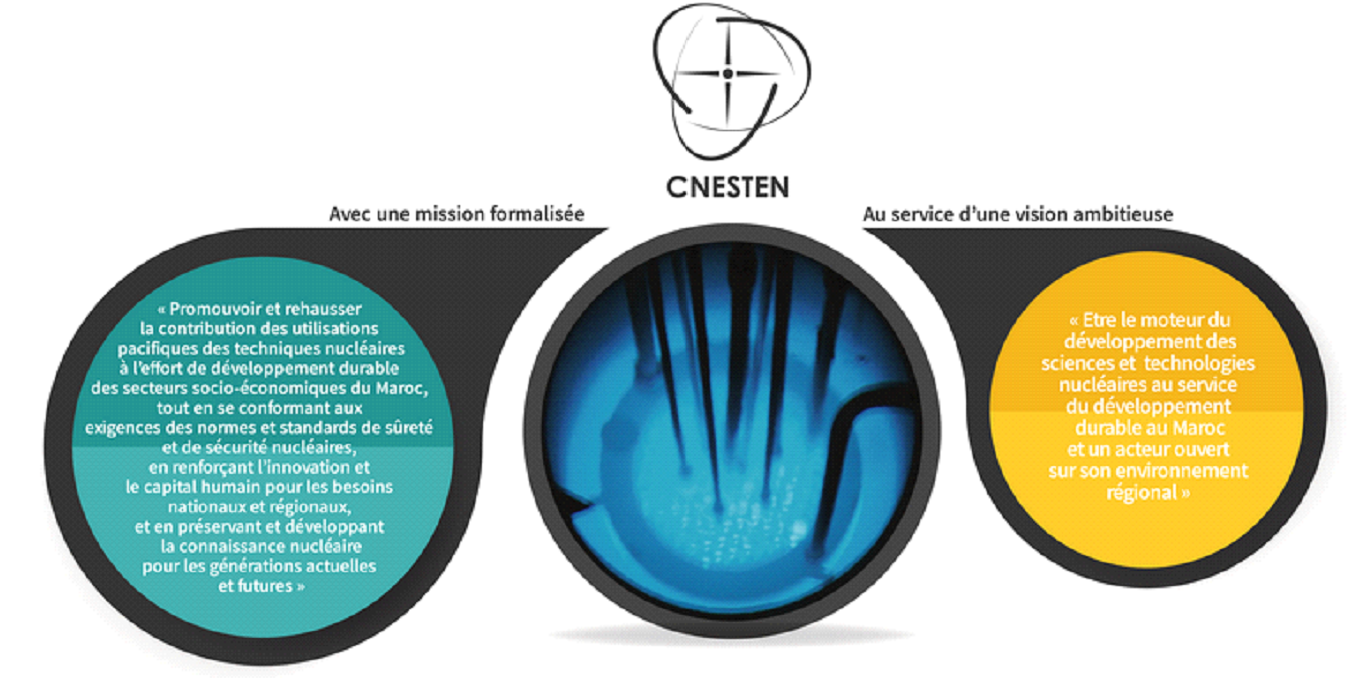 CNESTEN
Avec une mission formalisée
Au service d'une vision ambitieuse
« Promouvoir et rehausser
la contribution des utilisations
pacifiques des techniques nucléaires
à l'effort de développement durable
des secteurs socio-économiques du Maroc,
tout en se conformant aux
exigences des normes et standards de sûreté
et de sécurité nucléaires,
en renforçant l'innovation et
le capital humain pour les besoins
nationaux et régionaux,
et en préservant et développant
la connaissance nucléaire
pour les générations actuelles
et futures »
« Etre le moteur du
développement des
sciences et technologies
nucléaires au service
du développement
durable au Maroc
et un acteur ouvert
sur son environnement
régional »